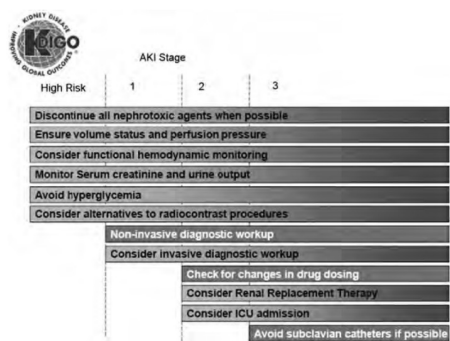 KIDNEY DISEASE
KDIGO
IMPROVING GLOBAL OUTCOMES
AKI Stage
High Risk 1 2 3
Discontinue all nephrotoxic agents when possible
Ensure volume status and perfusion pressure
Consider functional hemodynamic monitoring
Monitor Serum creatinine and urine output
Avoid hyperglycemia
Consider alternatives to radiocontrast procedures
Non-invasive diagnostic workup
Consider invasive diagnostic workup
Check for changes in drug dosing
Consider Renal Replacement Therapy
Consider ICU admission
Avoid subclavian catheters if possible